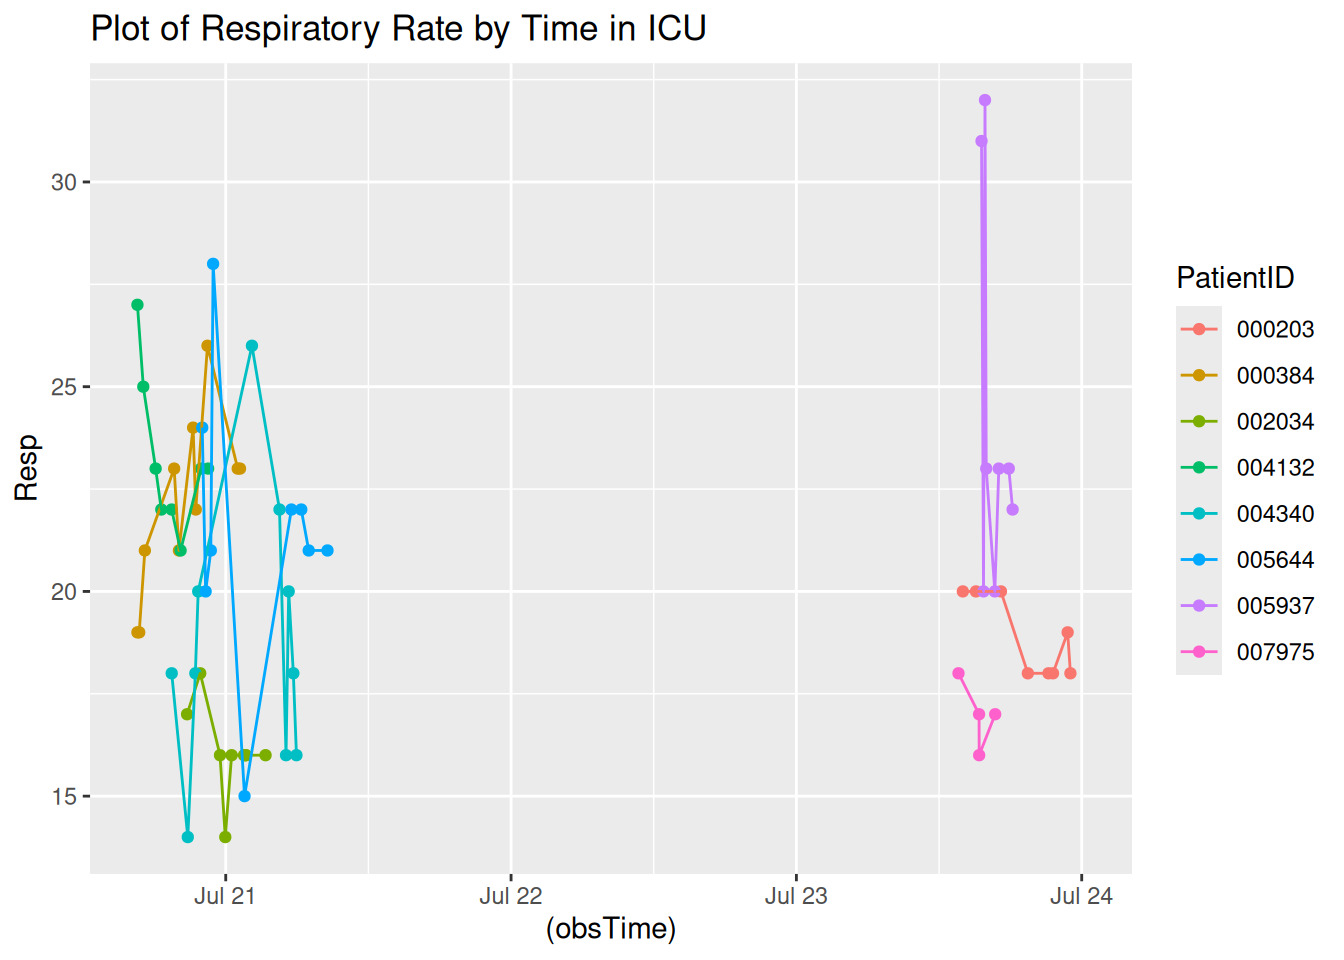 Plot of Respiratory Rate by Time in ICU
Resp
30
25
20
15
Jul 21
Jul 22
Jul 23
Jul 24
(obsTime)
PatientID
000203
000384
002034
004132
004340
005644
005937
007975